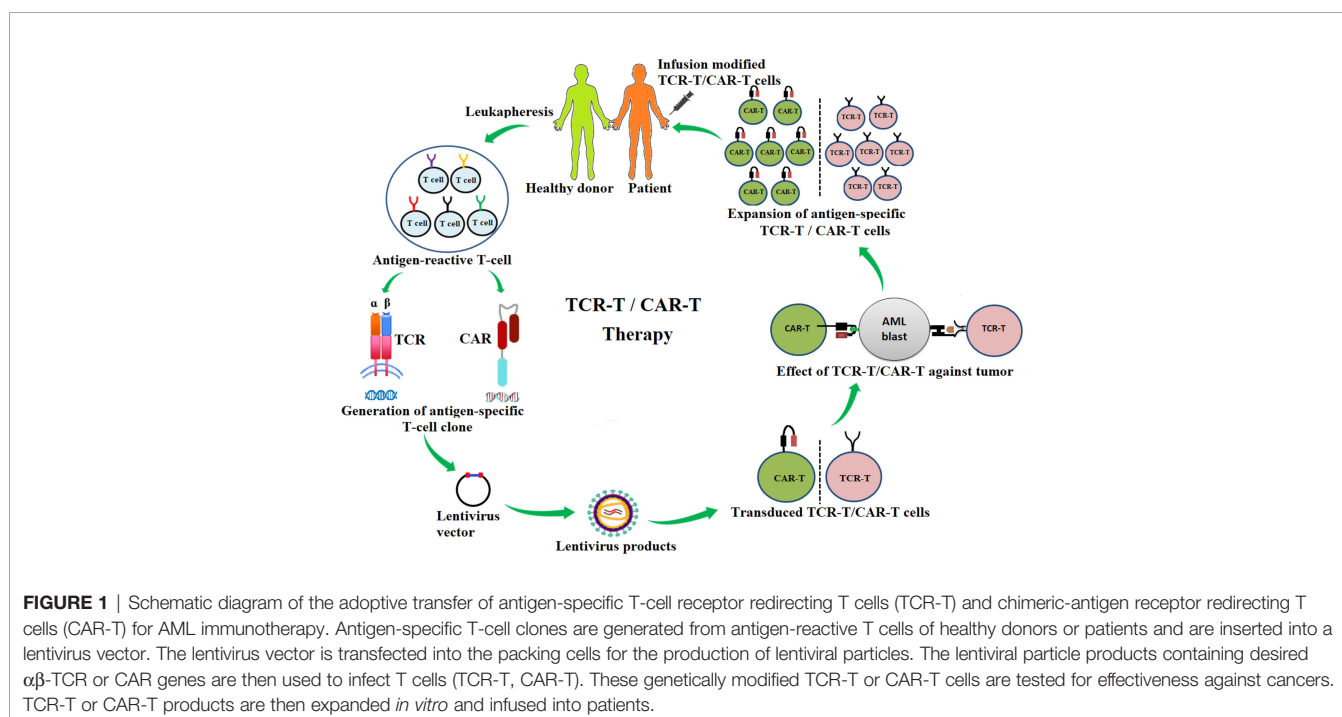 Infusion modified
TCR-T/CAR-T cells
Leukapheresis
Healthy donor
Patient
T cell
T cell
T cell
T cell
T cell
Antigen-reactive T-cell
α β
TCR
CAR
Generation of antigen-specific
T-cell clone
Lentivirus
vector
Lentivirus products
CAR-T
TCR-T
Transduced TCR-T/CAR-T cells
CAR-T
AML
blast
TCR-T
Effect of TCR-T/CAR-T against tumor
CAR-T CAR-T
CAR-T CAR-T CAR-T
CAR-T CAR-T
TCR-T TCR-T
TCR-T TCR-T TCR-T
TCR-T TCR-T
Expansion of antigen-specific
TCR-T / CAR-T cells
TCR-T / CAR-T
Therapy
FIGURE 1 | Schematic diagram of the adoptive transfer of antigen-specific T-cell receptor redirecting T cells (TCR-T) and chimeric-antigen receptor redirecting T
cells (CAR-T) for AML immunotherapy. Antigen-specific T-cell clones are generated from antigen-reactive T cells of healthy donors or patients and are inserted into a
lentivirus vector. The lentivirus vector is transfected into the packing cells for the production of lentiviral particles. The lentiviral particle products containing desired
αβ-TCR or CAR genes are then used to infect T cells (TCR-T, CAR-T). These genetically modified TCR-T or CAR-T cells are tested for effectiveness against cancers.
TCR-T or CAR-T products are then expanded in vitro and infused into patients.